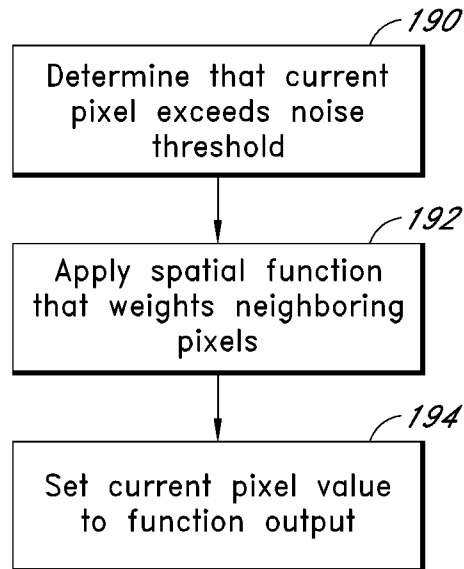 190
Determine that current
pixel exceeds noise
threshold
192
Apply spatial function
that weights neighboring
pixels
194
Set current pixel value
to function output